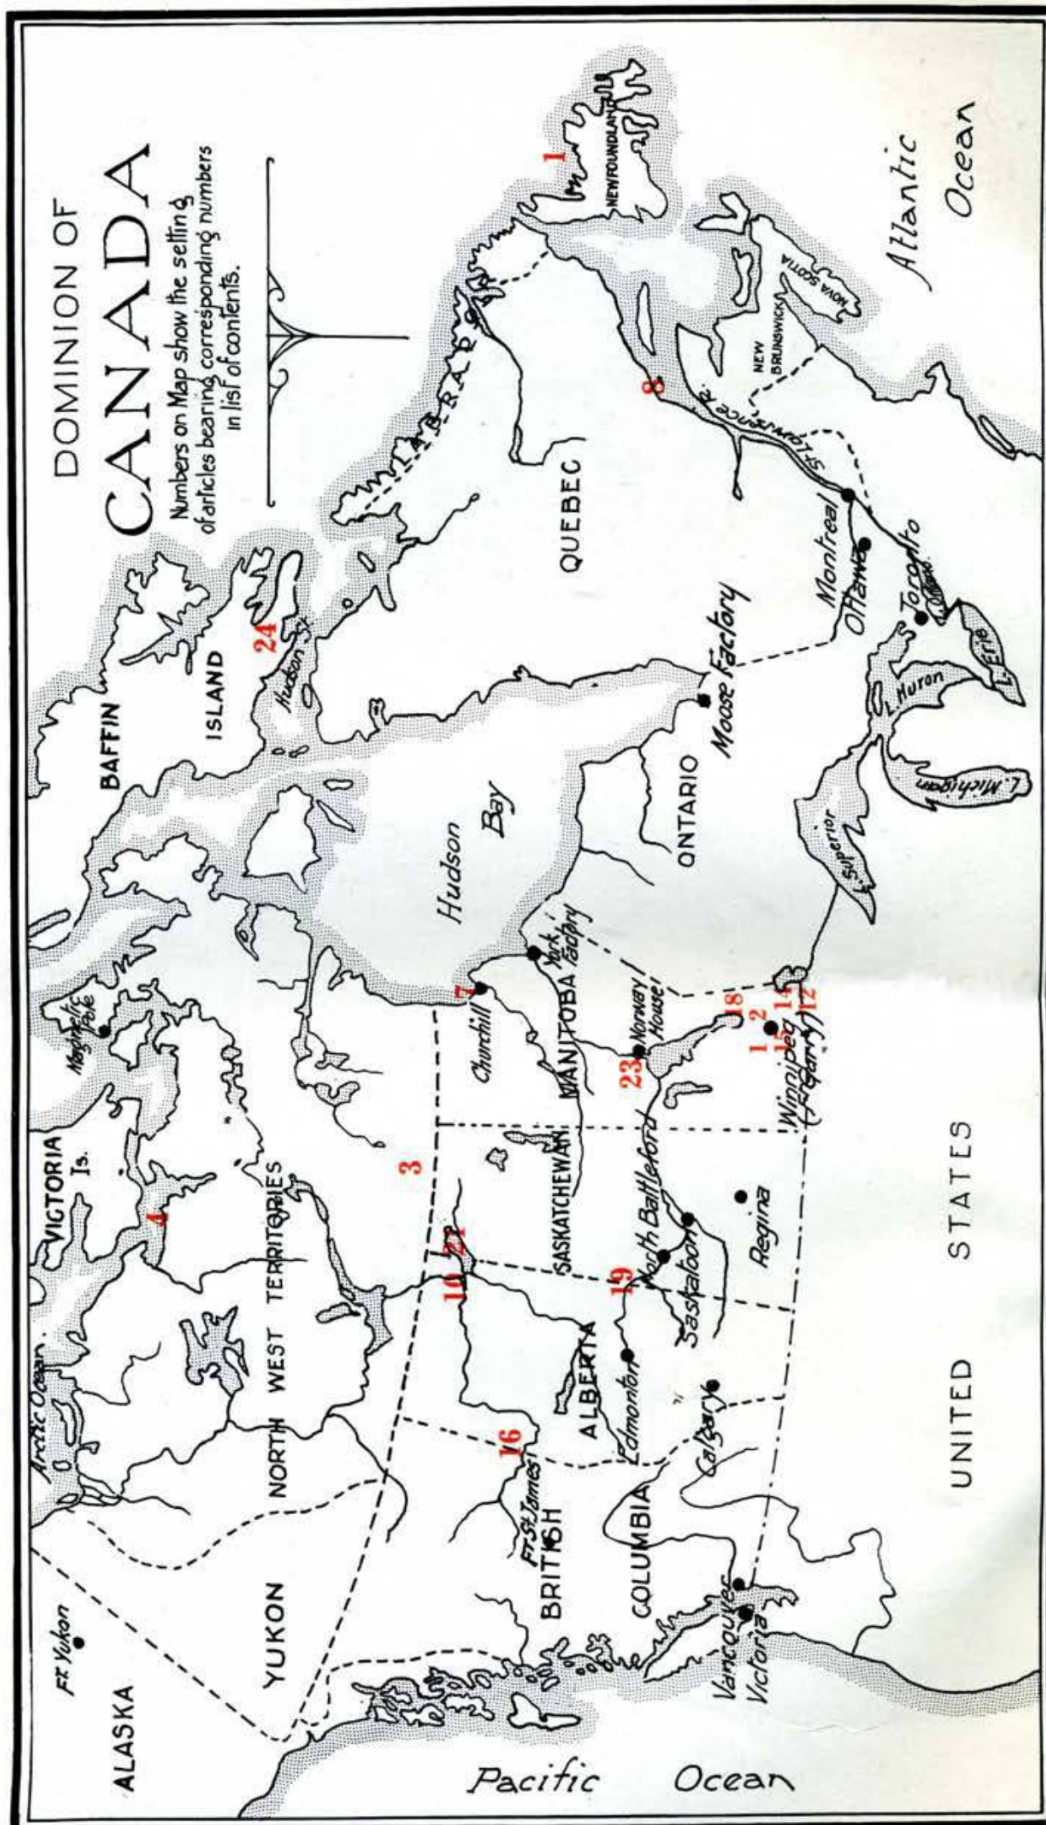 DOMINION OF
CANADA
Numbers on Map show the setting
of articles bearing corresponding numbers
in list of contents.
ALASKA
Ft Yukon
YUKON
Arctic Ocean.
VICTORIA
Is.
4
Magnetic
Pole
BAFFIN
ISLAND
24
Hudson St.
NORTH WEST TERRITORIES
3
Hudson
Bay
LABRADOR
1
NEWFOUNDLAND
Pacific Ocean
BRITISH
COLUMBIA
Ft St James
16
Vancouver
Victoria
ALBERTA
10
21
Edmonton
Calgary
SASKATCHEWAN
19
North Battleford
Saskatoon
Regina
MANITOBA
Churchill
7
York
Factory
23
Norway
House
18
1
2
15
14
12
Winnipeg
(Ft Garry)
ONTARIO
Moose Factory
QUEBEC
8
St Lawrence R.
Montreal
Ottawa
Toronto
L. Superior
L. Huron
L. Michigan
L. Erie
NEW
BRUNSWICK
NOVA SCOTIA
Atlantic
Ocean
UNITED STATES